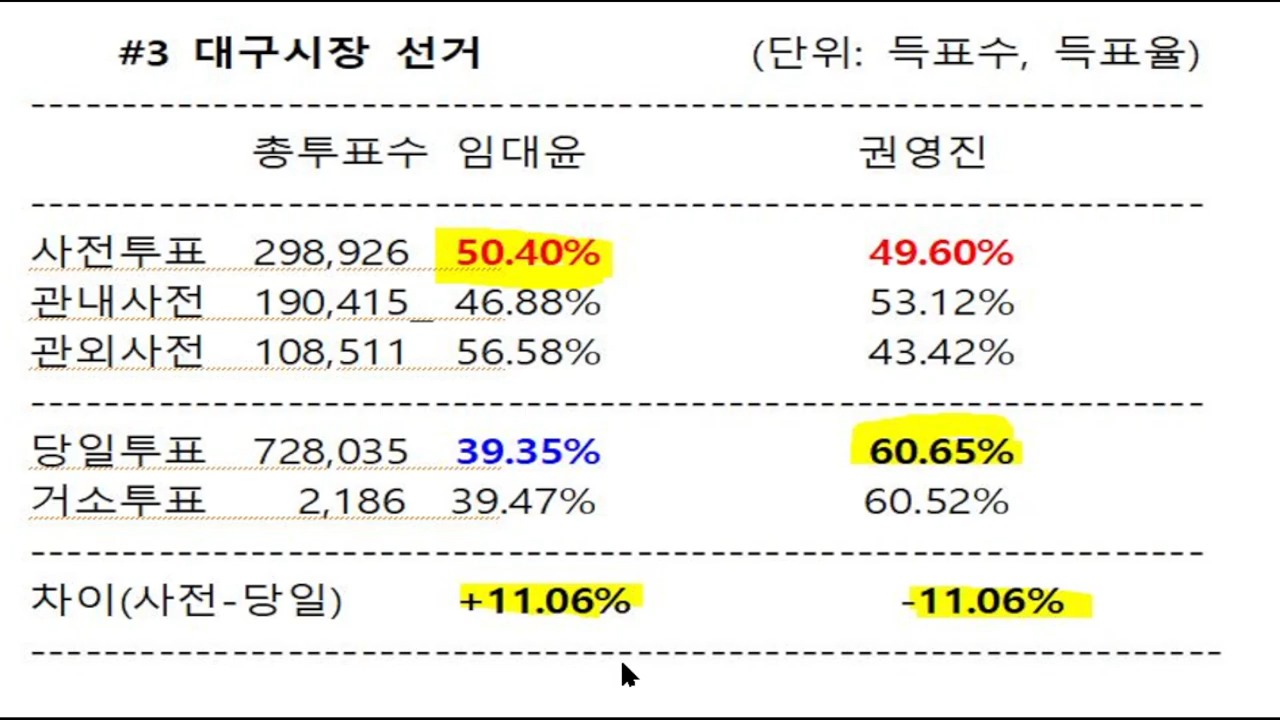 #3 대구시장 선거 (단위: 득표수, 득표율)
총투표수 임대윤 권영진
사전투표 298,926 50.40% 49.60%
관내사전 190,415_ 46.88% 53.12%
관외사전 108,511 56.58% 43.42%
당일투표 728,035 39.35% 60.65%
거소투표 2,186 39.47% 60.52%
차이(사전-당일) +11.06% -11.06%